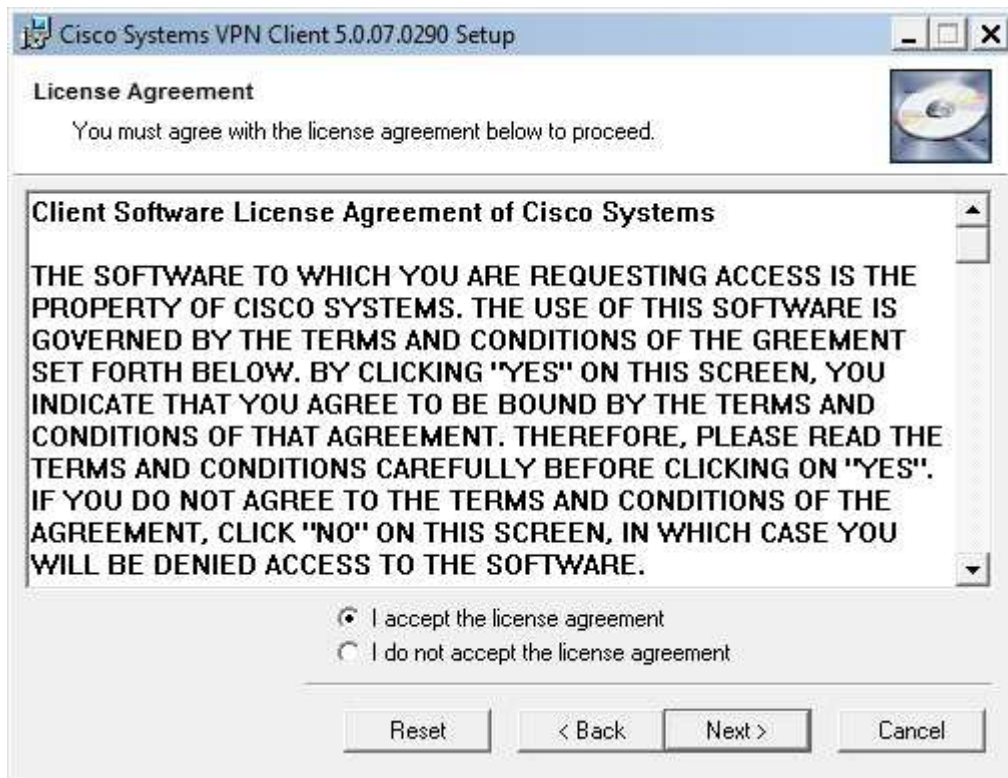 Cisco Systems VPN Client 5.0.07.0290 Setup
License Agreement
You must agree with the license agreement below to proceed.
Client Software License Agreement of Cisco Systems
THE SOFTWARE TO WHICH YOU ARE REQUESTING ACCESS IS THE
PROPERTY OF CISCO SYSTEMS. THE USE OF THIS SOFTWARE IS
GOVERNED BY THE TERMS AND CONDITIONS OF THE GREEMENT
SET FORTH BELOW. BY CLICKING "YES" ON THIS SCREEN, YOU
INDICATE THAT YOU AGREE TO BE BOUND BY THE TERMS AND
CONDITIONS OF THAT AGREEMENT. THEREFORE, PLEASE READ THE
TERMS AND CONDITIONS CAREFULLY BEFORE CLICKING ON "YES".
IF YOU DO NOT AGREE TO THE TERMS AND CONDITIONS OF THE
AGREEMENT, CLICK "NO" ON THIS SCREEN, IN WHICH CASE YOU
WILL BE DENIED ACCESS TO THE SOFTWARE.
I accept the license agreement
I do not accept the license agreement
Reset < Back Next > Cancel